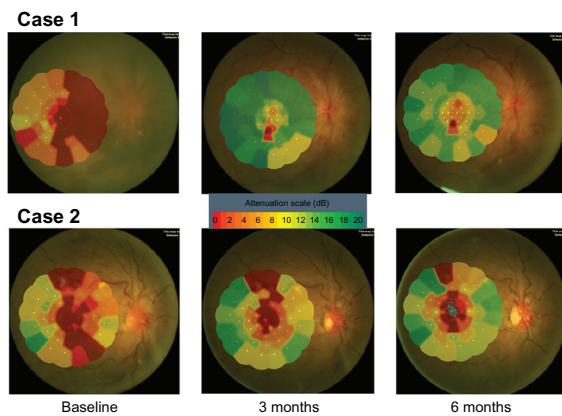 Case 1
Attenuation scale (dB)
0 2 4 6 8 10 12 14 16 18 20
Case 2
Baseline
3 months
6 months